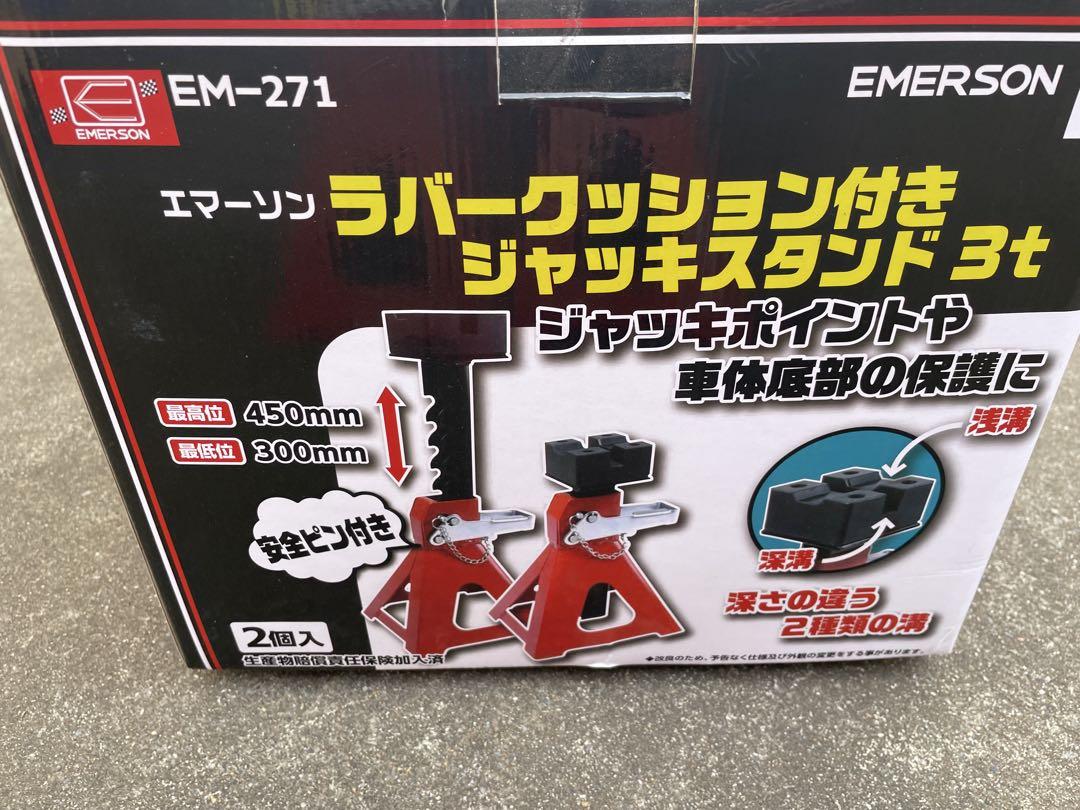 EMERSON
EM-271
EMERSON
エマーソン ラバークッション付き
ジャッキスタンド 3t
ジャッキポイントや
車体底部の保護に
最高位 450mm
最低位 300mm
安全ピン付き
浅溝
深溝
深さの違う
2種類の溝
2個入
生産物賠償責任保険加入済
◆改良のため、予告なく仕様及び外観の変更をする事があります。